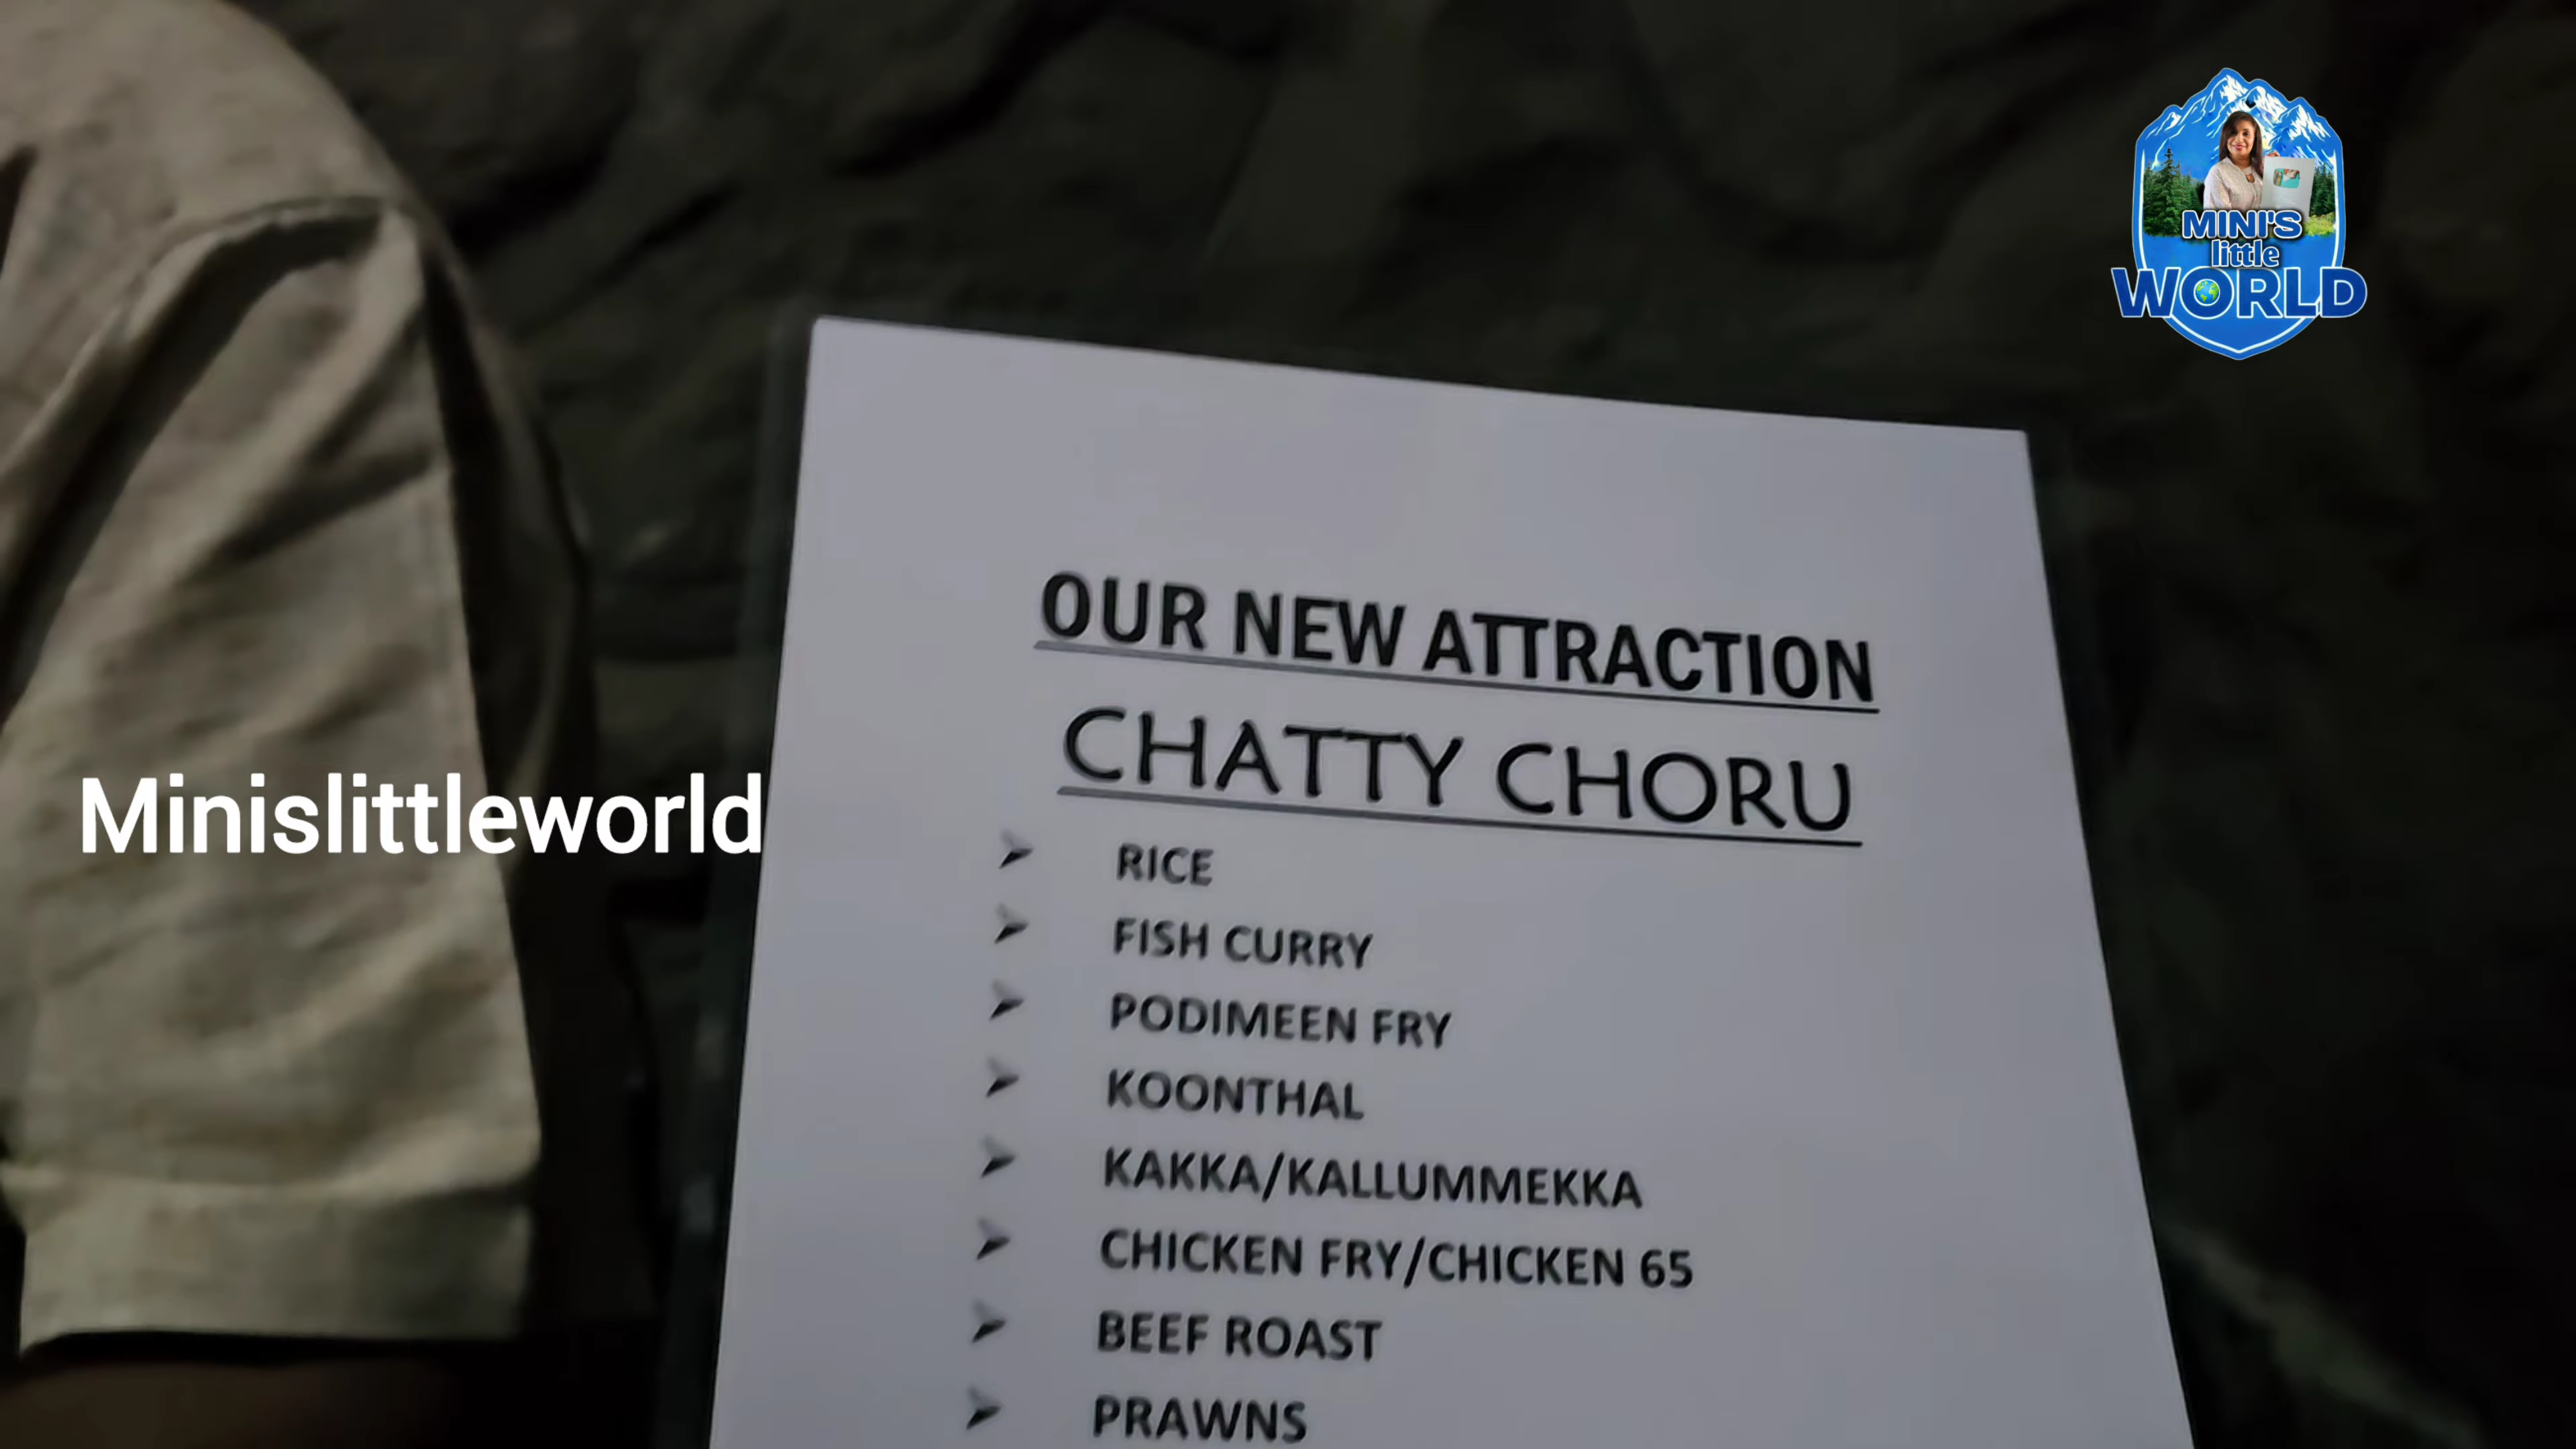 MINI'S
little
WORLD
OUR NEW ATTRACTION
CHATTY CHORU
Minislittleworld
➢ RICE
➢ FISH CURRY
➢ PODIMEEN FRY
➢ KOONTHAL
➢ KAKKA/KALLUMMEKKA
➢ CHICKEN FRY/CHICKEN 65
➢ BEEF ROAST
➢ PRAWNS